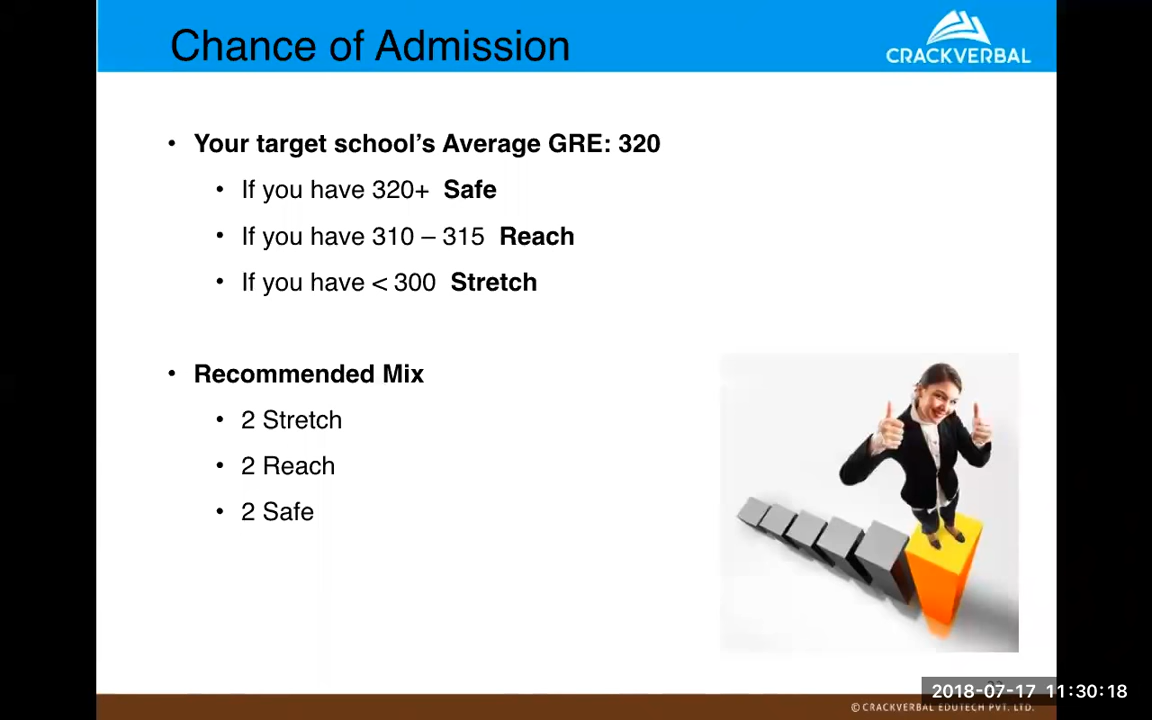 Chance of Admission
CRACKVERBAL
• Your target school’s Average GRE: 320
• If you have 320+ Safe
• If you have 310 – 315 Reach
• If you have < 300 Stretch
• Recommended Mix
• 2 Stretch
• 2 Reach
• 2 Safe
2018-07-17 11:30:18
© CRACKVERBAL EDUTECH PVT. LTD.